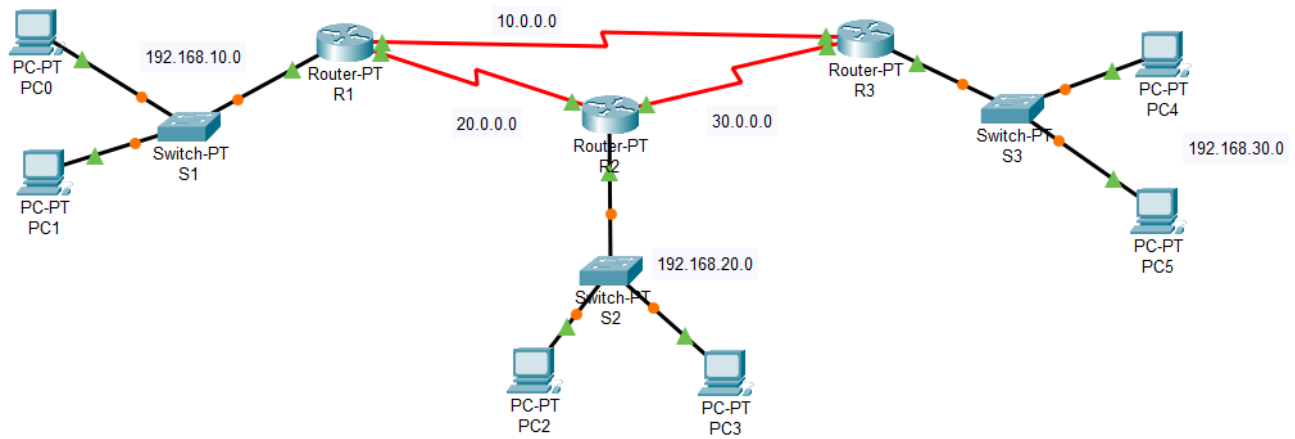 10.0.0.0
192.168.10.0
PC-PT
PC0
Router-PT
R1
Router-PT
R3
PC-PT
PC4
20.0.0.0
30.0.0.0
Router-PT
R2
Switch-PT
S1
Switch-PT
S3
192.168.30.0
PC-PT
PC1
PC-PT
PC5
192.168.20.0
Switch-PT
S2
PC-PT
PC2
PC-PT
PC3